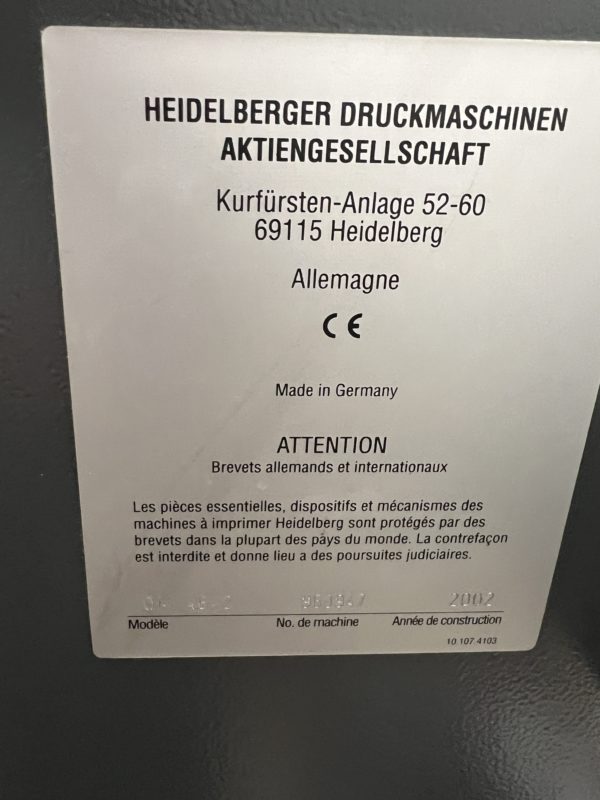 HEIDELBERGER DRUCKMASCHINEN
AKTIENGESELLSCHAFT
Kurfürsten-Anlage 52-60
69115 Heidelberg
Allemagne
CE
Made in Germany
ATTENTION
Brevets allemands et internationaux
Les pièces essentielles, dispositifs et mécanismes des
machines à imprimer Heidelberg sont protégés par des
brevets dans la plupart des pays du monde. La contrefaçon
est interdite et donne lieu a des poursuites judiciaires.
2002
Modèle No. de machine Année de construction
10.107.4103